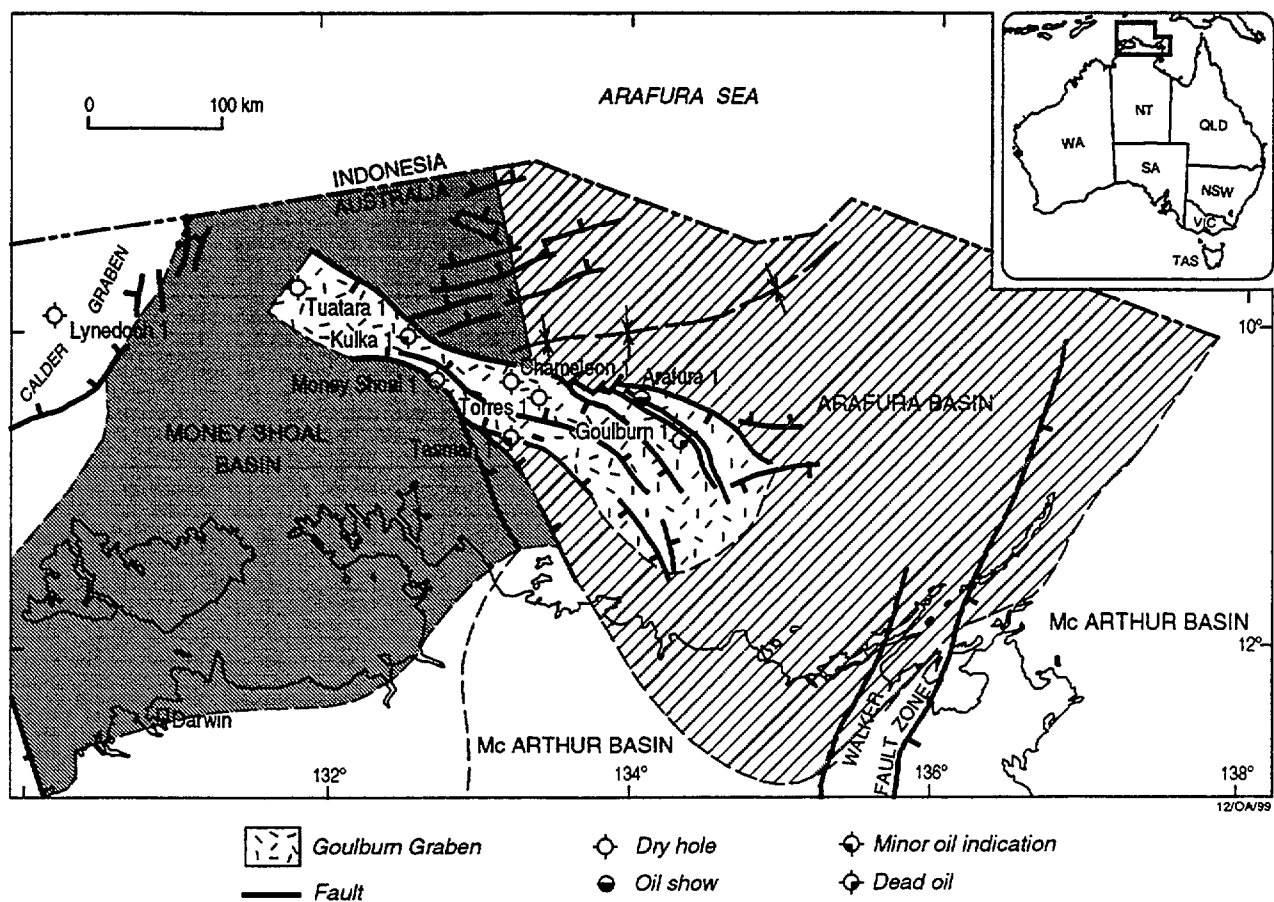 0 100 km
ARAFURA SEA
NT
WA
QLD
SA
NSW
VIC
TAS
INDONESIA
AUSTRALIA
CALDER GRABEN
Lynedoch 1
Tuatara 1
Kulka 1
Chameleon 1
Arafura 1
Money Shoal 1
Torres 1
Goulburn 1
Tasman 1
ARAFURA BASIN
MONEY SHOAL
BASIN
10°
12°
Mc ARTHUR BASIN
Darwin
Mc ARTHUR BASIN
WALKER
FAULT ZONE
132°
134°
136°
138°
12/OA/99
Goulburn Graben
Fault
Dry hole
Oil show
Minor oil indication
Dead oil